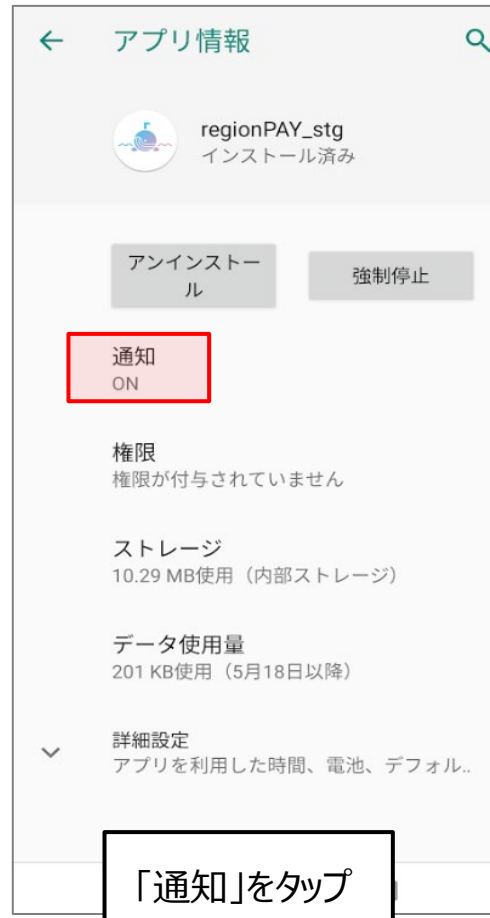 アプリ情報
regionPAY_stg
インストール済み
アンインストー
ル
強制停止
通知
ON
権限
権限が付与されていません
ストレージ
10.29 MB使用（内部ストレージ）
データ使用量
201 KB使用（5月18日以降）
詳細設定
アプリを利用した時間、電池、デフォル..
「通知」をタップ